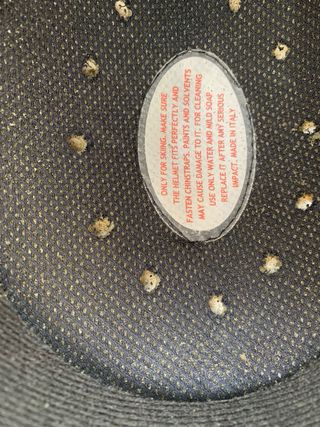 ONLY FOR SKIING. MAKE SURE
THE HELMET FITS PERFECTLY AND
FASTEN CHINSTRAPS. PAINTS AND SOLVENTS
MAY CAUSE DAMAGE TO IT. FOR CLEANING
USE ONLY WATER AND MILD SOAP.
REPLACE IT AFTER ANY SERIOUS
IMPACT. MADE IN ITALY